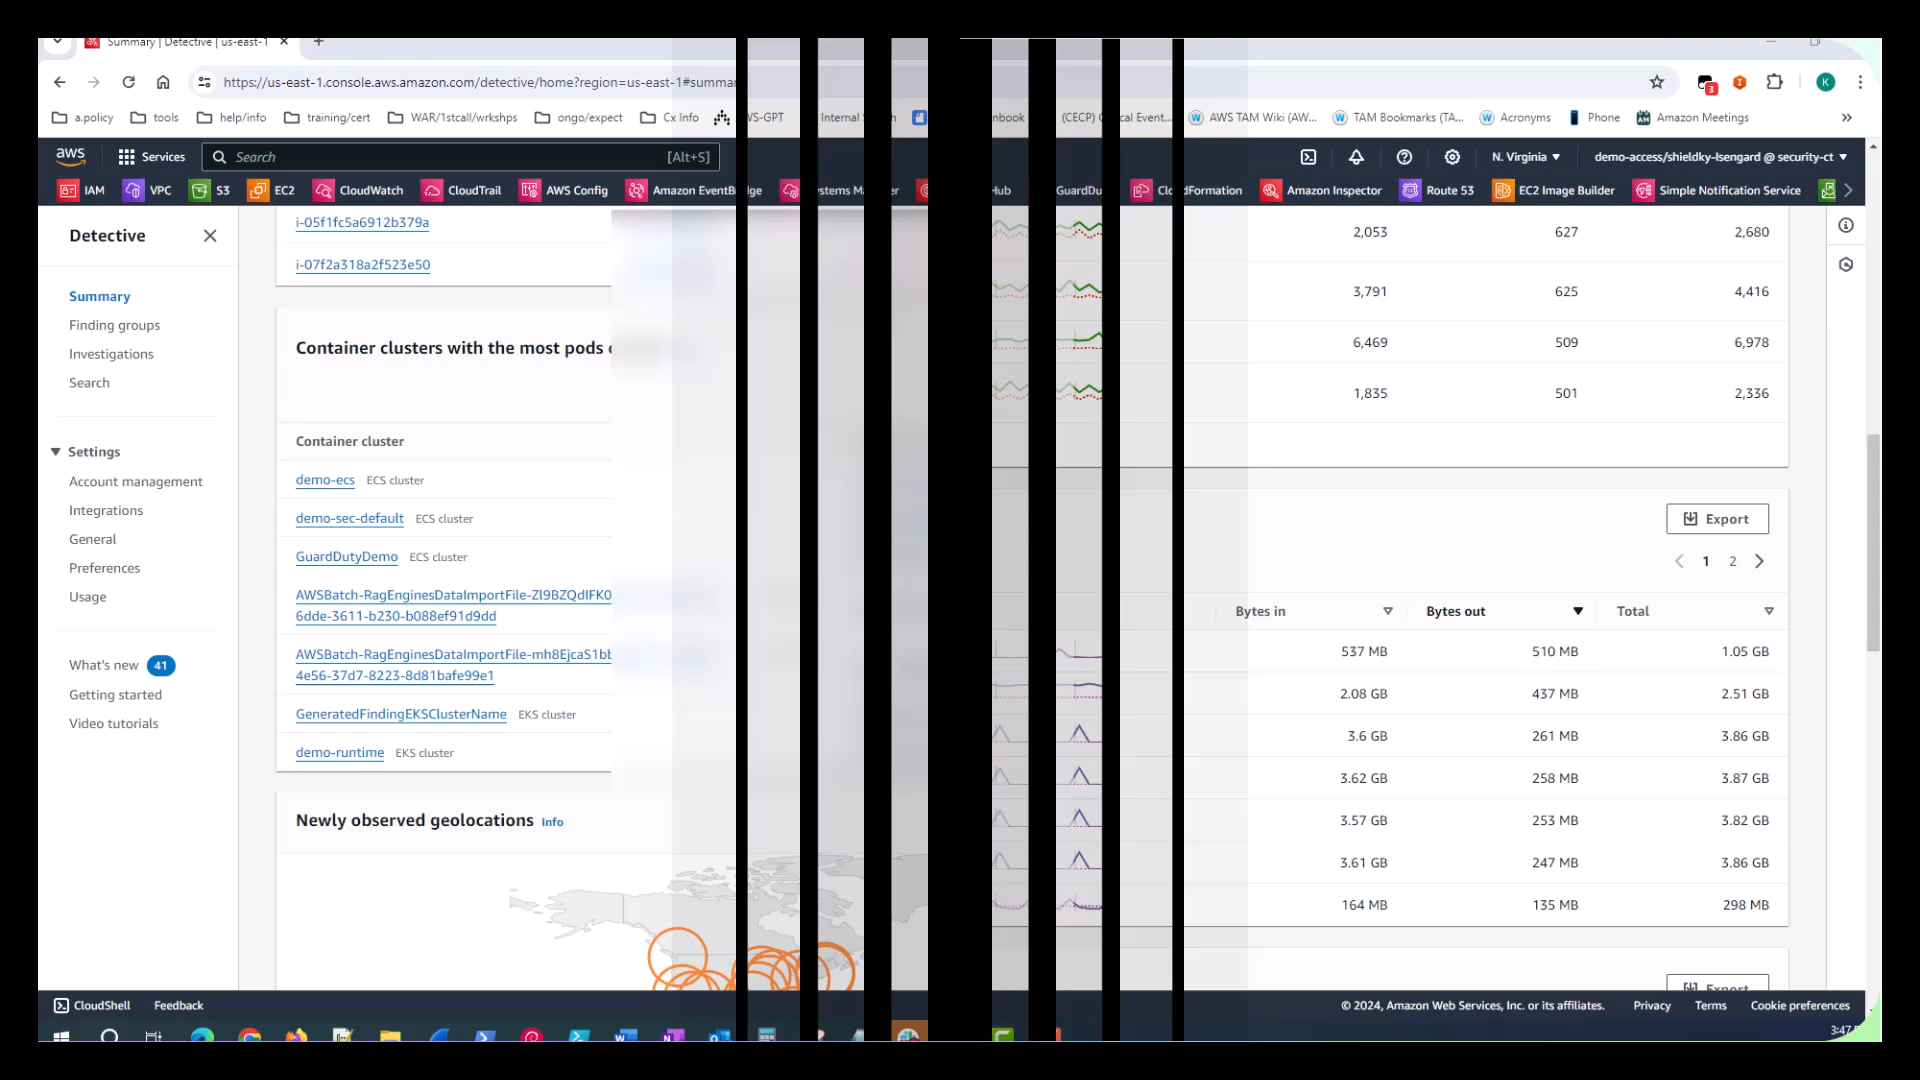 Summary | Detective | us-east-1
https://us-east-1.console.aws.amazon.com/detective/home?region=us-east-1#summa
3
K
a.policy tools help/info training/cert WAR/1stcall/wrkshps ongo/expect Cx Info Internal (CECP) AWS TAM Wiki (AW... TAM Bookmarks (TA... Acronyms Phone Amazon Meetings
aws Services Search [Alt+S] N. Virginia demo-access/shieldky-Isengard @ security-ct
IAM VPC S3 EC2 CloudWatch CloudTrail AWS Config Amazon Amazon Inspector Route 53 EC2 Image Builder Simple Notification Service
Detective
Summary
Finding groups
Investigations
Search
Settings
Account management
Integrations
General
Preferences
Usage
What's new 41
Getting started
Video tutorials
i-05f1fc5a6912b379a
i-07f2a318a2f523e50
Container clusters with the most pods
Container cluster
demo-ecs ECS cluster
demo-sec-default ECS cluster
GuardDutyDemo ECS cluster
AWSBatch-RagEnginesDataImportFile-Zl9BZQdIFK0
6dde-3611-b230-b088ef91d9dd
AWSBatch-RagEnginesDataImportFile-mh8EjcaS1bb
4e56-37d7-8223-8d81bafe99e1
GeneratedFindingEKSClusterName EKS cluster
demo-runtime EKS cluster
Newly observed geolocations Info
2,053 627 2,680
3,791 625 4,416
6,469 509 6,978
1,835 501 2,336
Export
1 2
Bytes in Bytes out Total
537 MB 510 MB 1.05 GB
2.08 GB 437 MB 2.51 GB
3.6 GB 261 MB 3.86 GB
3.62 GB 258 MB 3.87 GB
3.57 GB 253 MB 3.82 GB
3.61 GB 247 MB 3.86 GB
164 MB 135 MB 298 MB
Export
CloudShell Feedback © 2024, Amazon Web Services, Inc. or its affiliates. Privacy Terms Cookie preferences
3:47